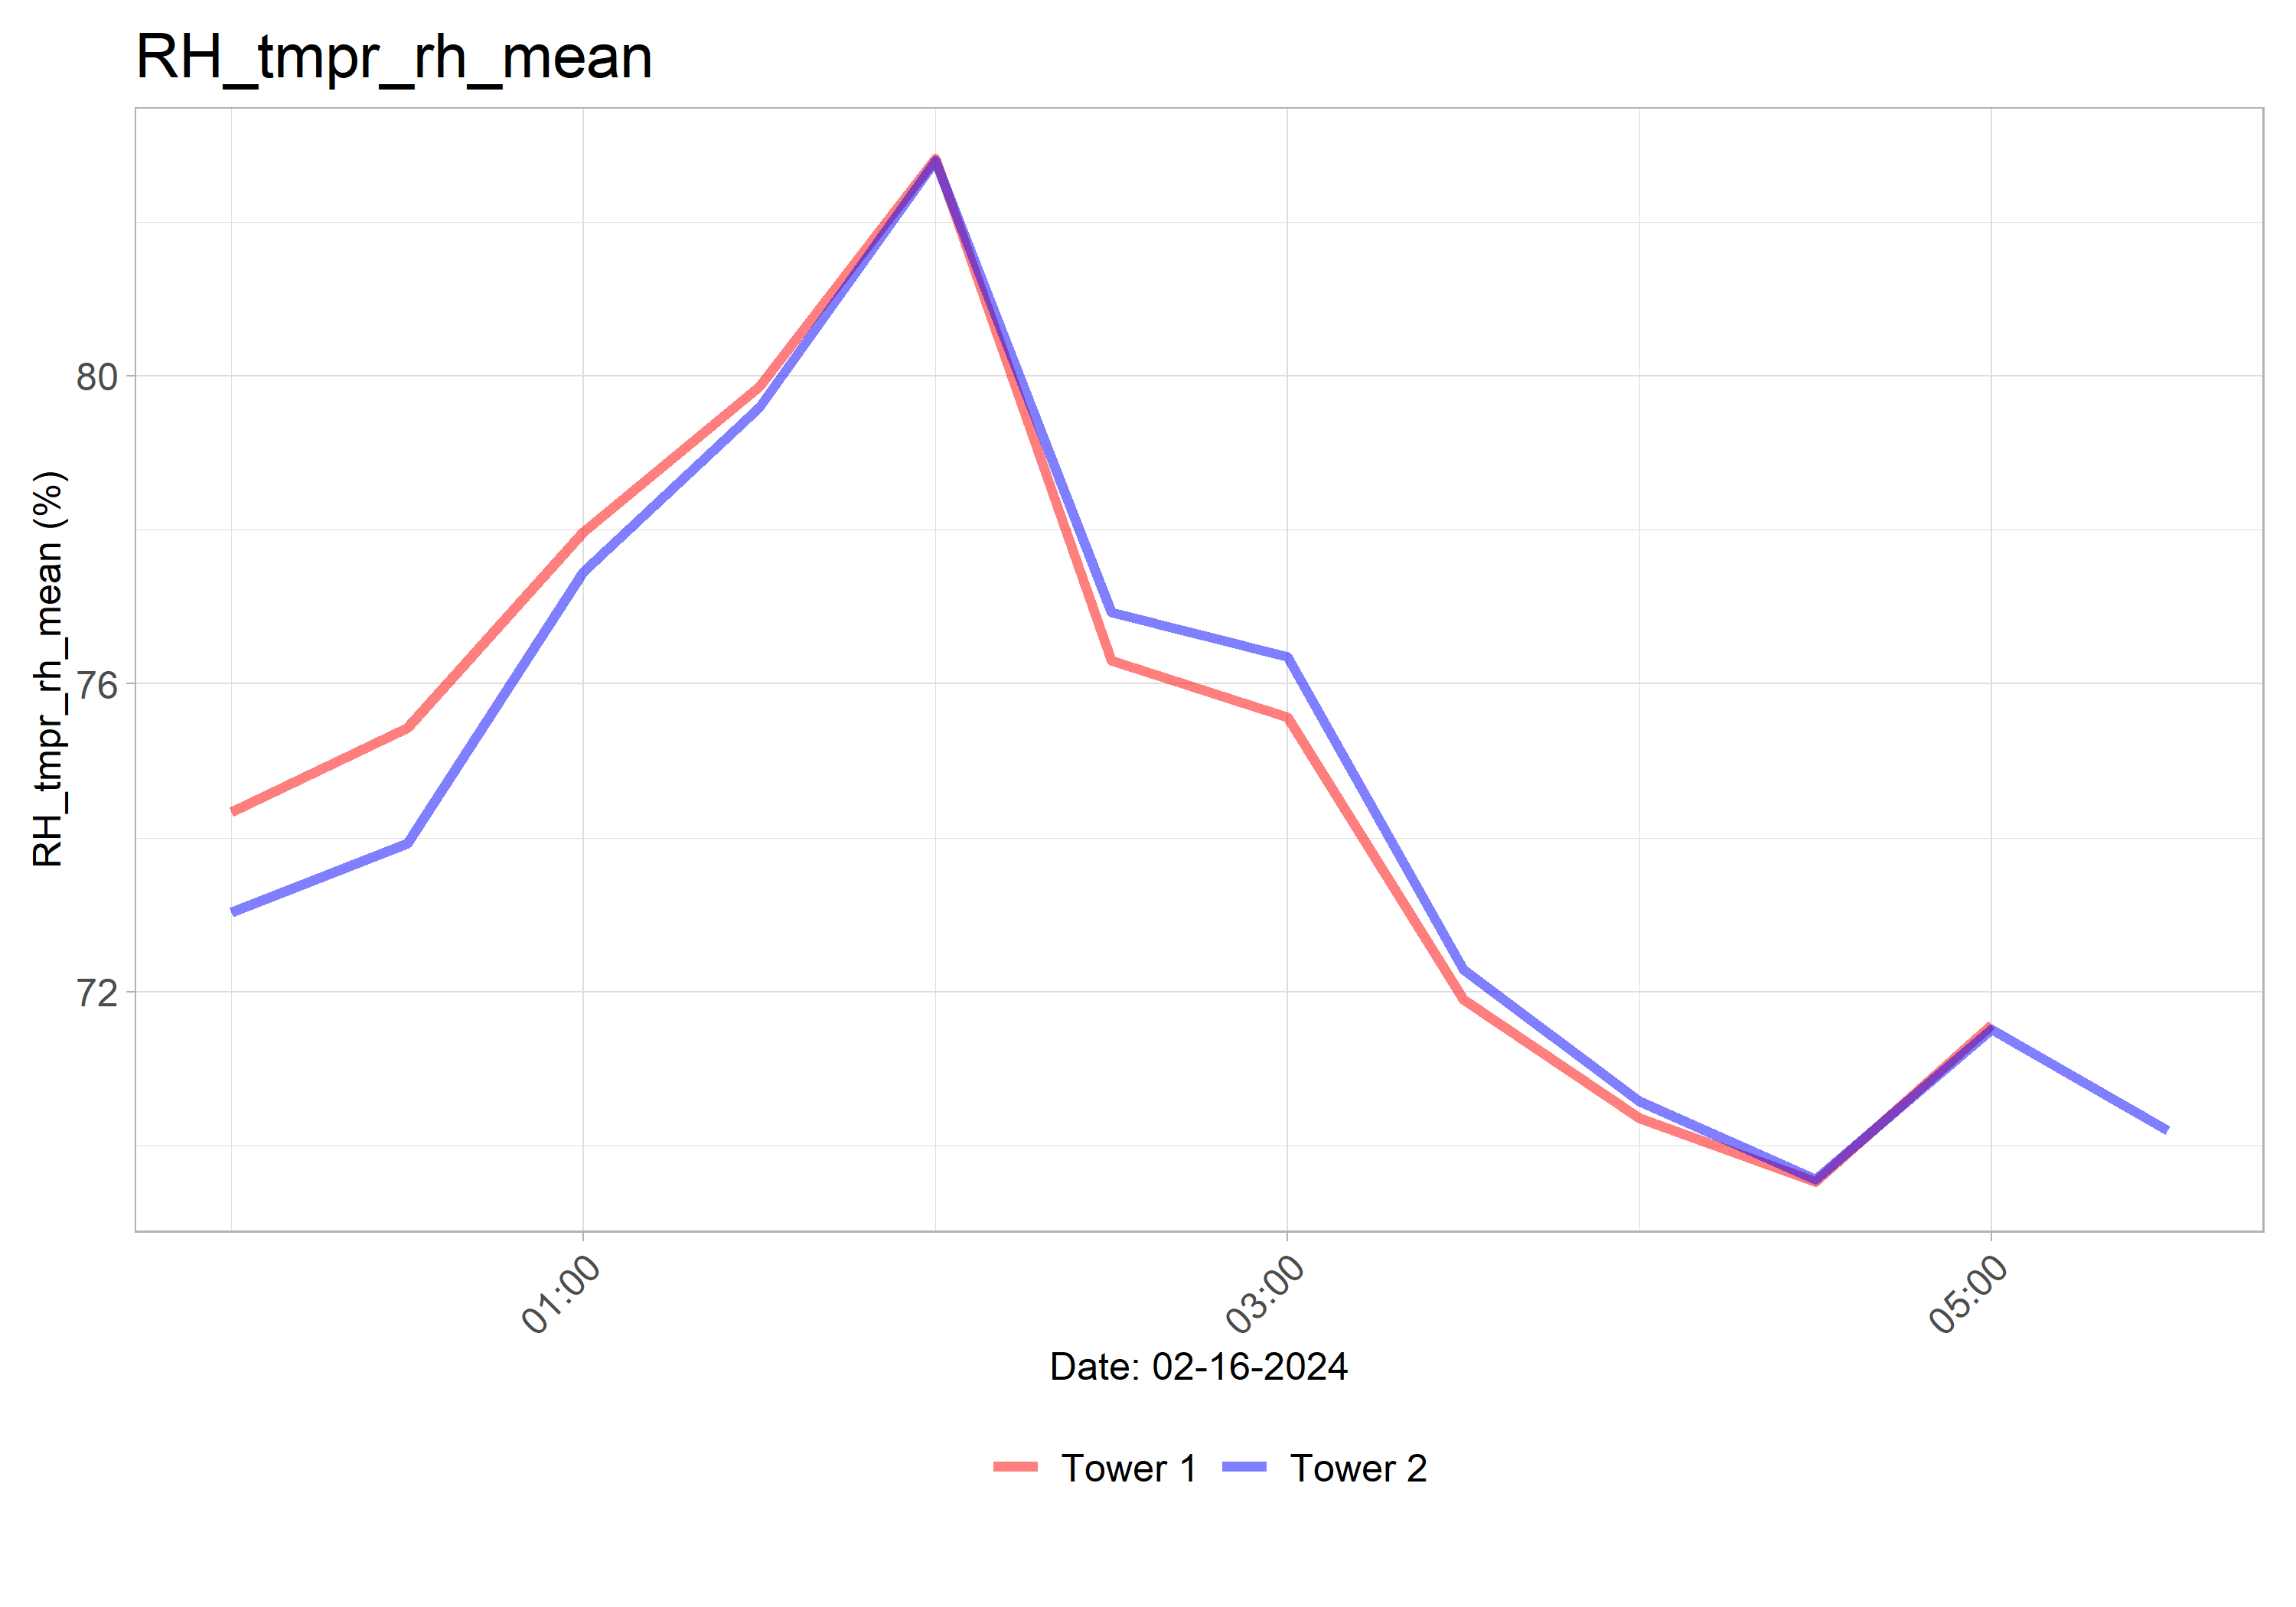 RH_tmpr_rh_mean
RH_tmpr_rh_mean (%)
80
76
72
01:00
03:00
05:00
Date: 02-16-2024
Tower 1
Tower 2